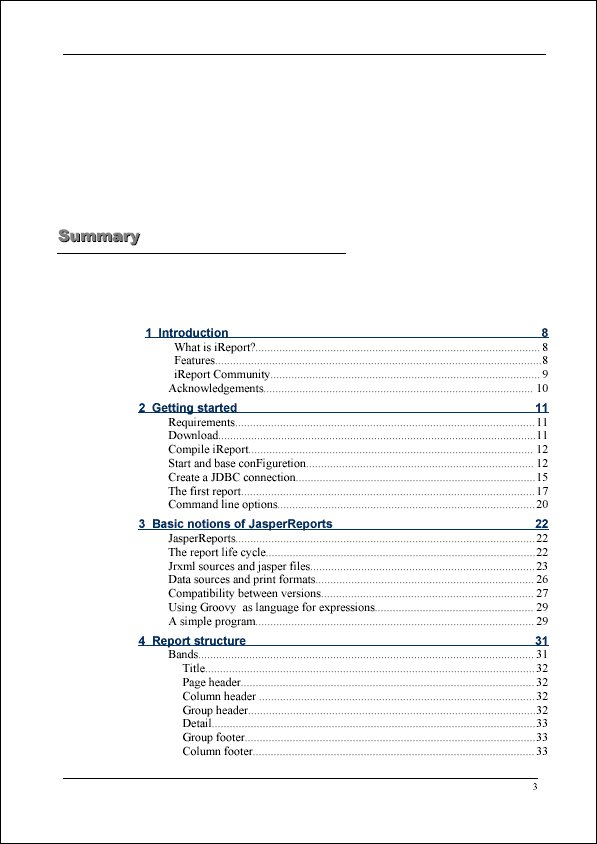 Summary
1 Introduction 8
What is iReport? 8
Features 8
iReport Community 9
Acknowledgements 10
2 Getting started 11
Requirements 11
Download 11
Compile iReport 12
Start and base conFiguretion 12
Create a JDBC connection 15
The first report 17
Command line options 20
3 Basic notions of JasperReports 22
JasperReports 22
The report life cycle 22
Jrxml sources and jasper files 23
Data sources and print formats 26
Compatibility between versions 27
Using Groovy as language for expressions 29
A simple program 29
4 Report structure 31
Bands 31
Title 32
Page header 32
Column header 32
Group header 32
Detail 33
Group footer 33
Column footer 33
3